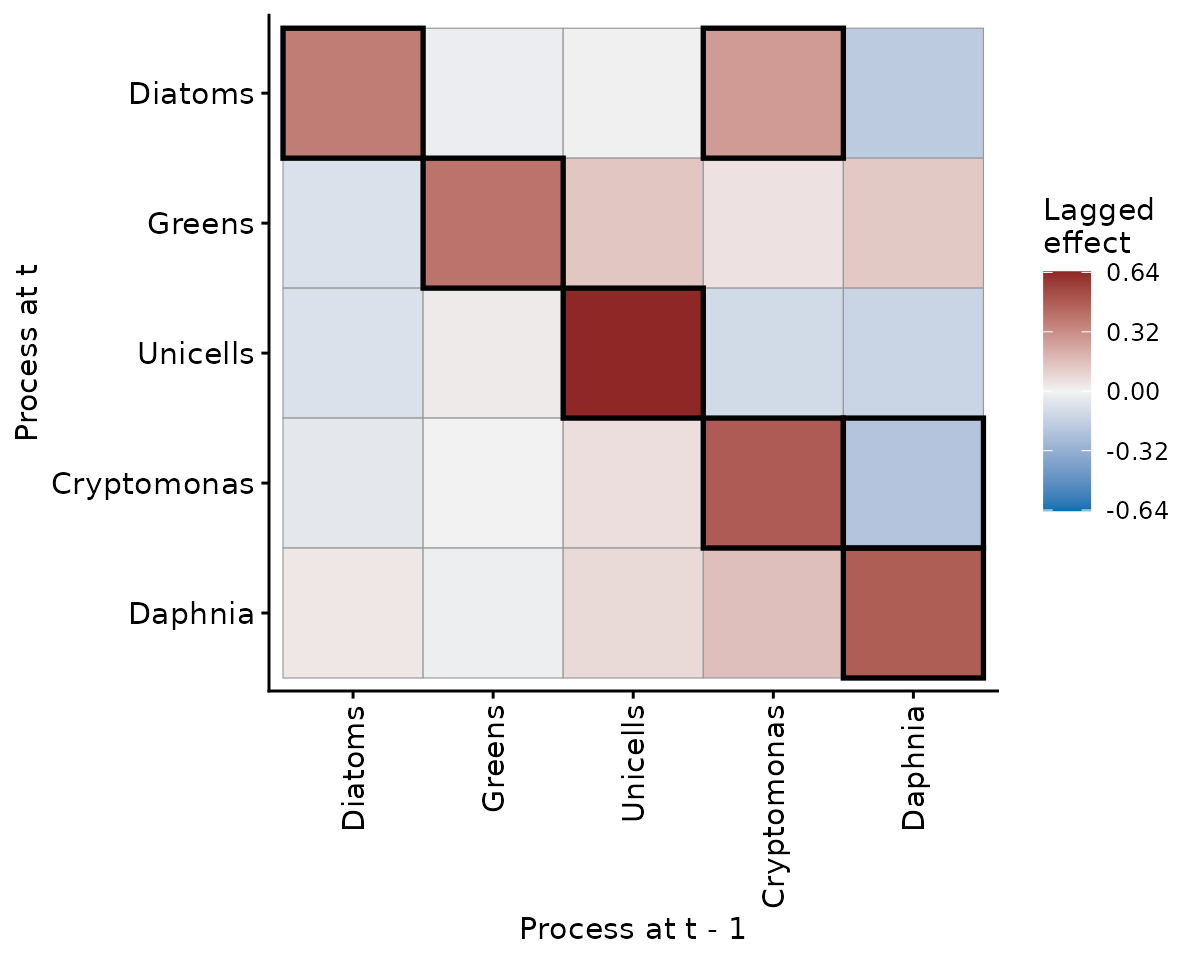 Process at t
Diatoms
Greens
Unicells
Cryptomonas
Daphnia
Diatoms
Greens
Unicells
Cryptomonas
Daphnia
Process at t - 1
Lagged
effect
0.64
0.32
0.00
-0.32
-0.64